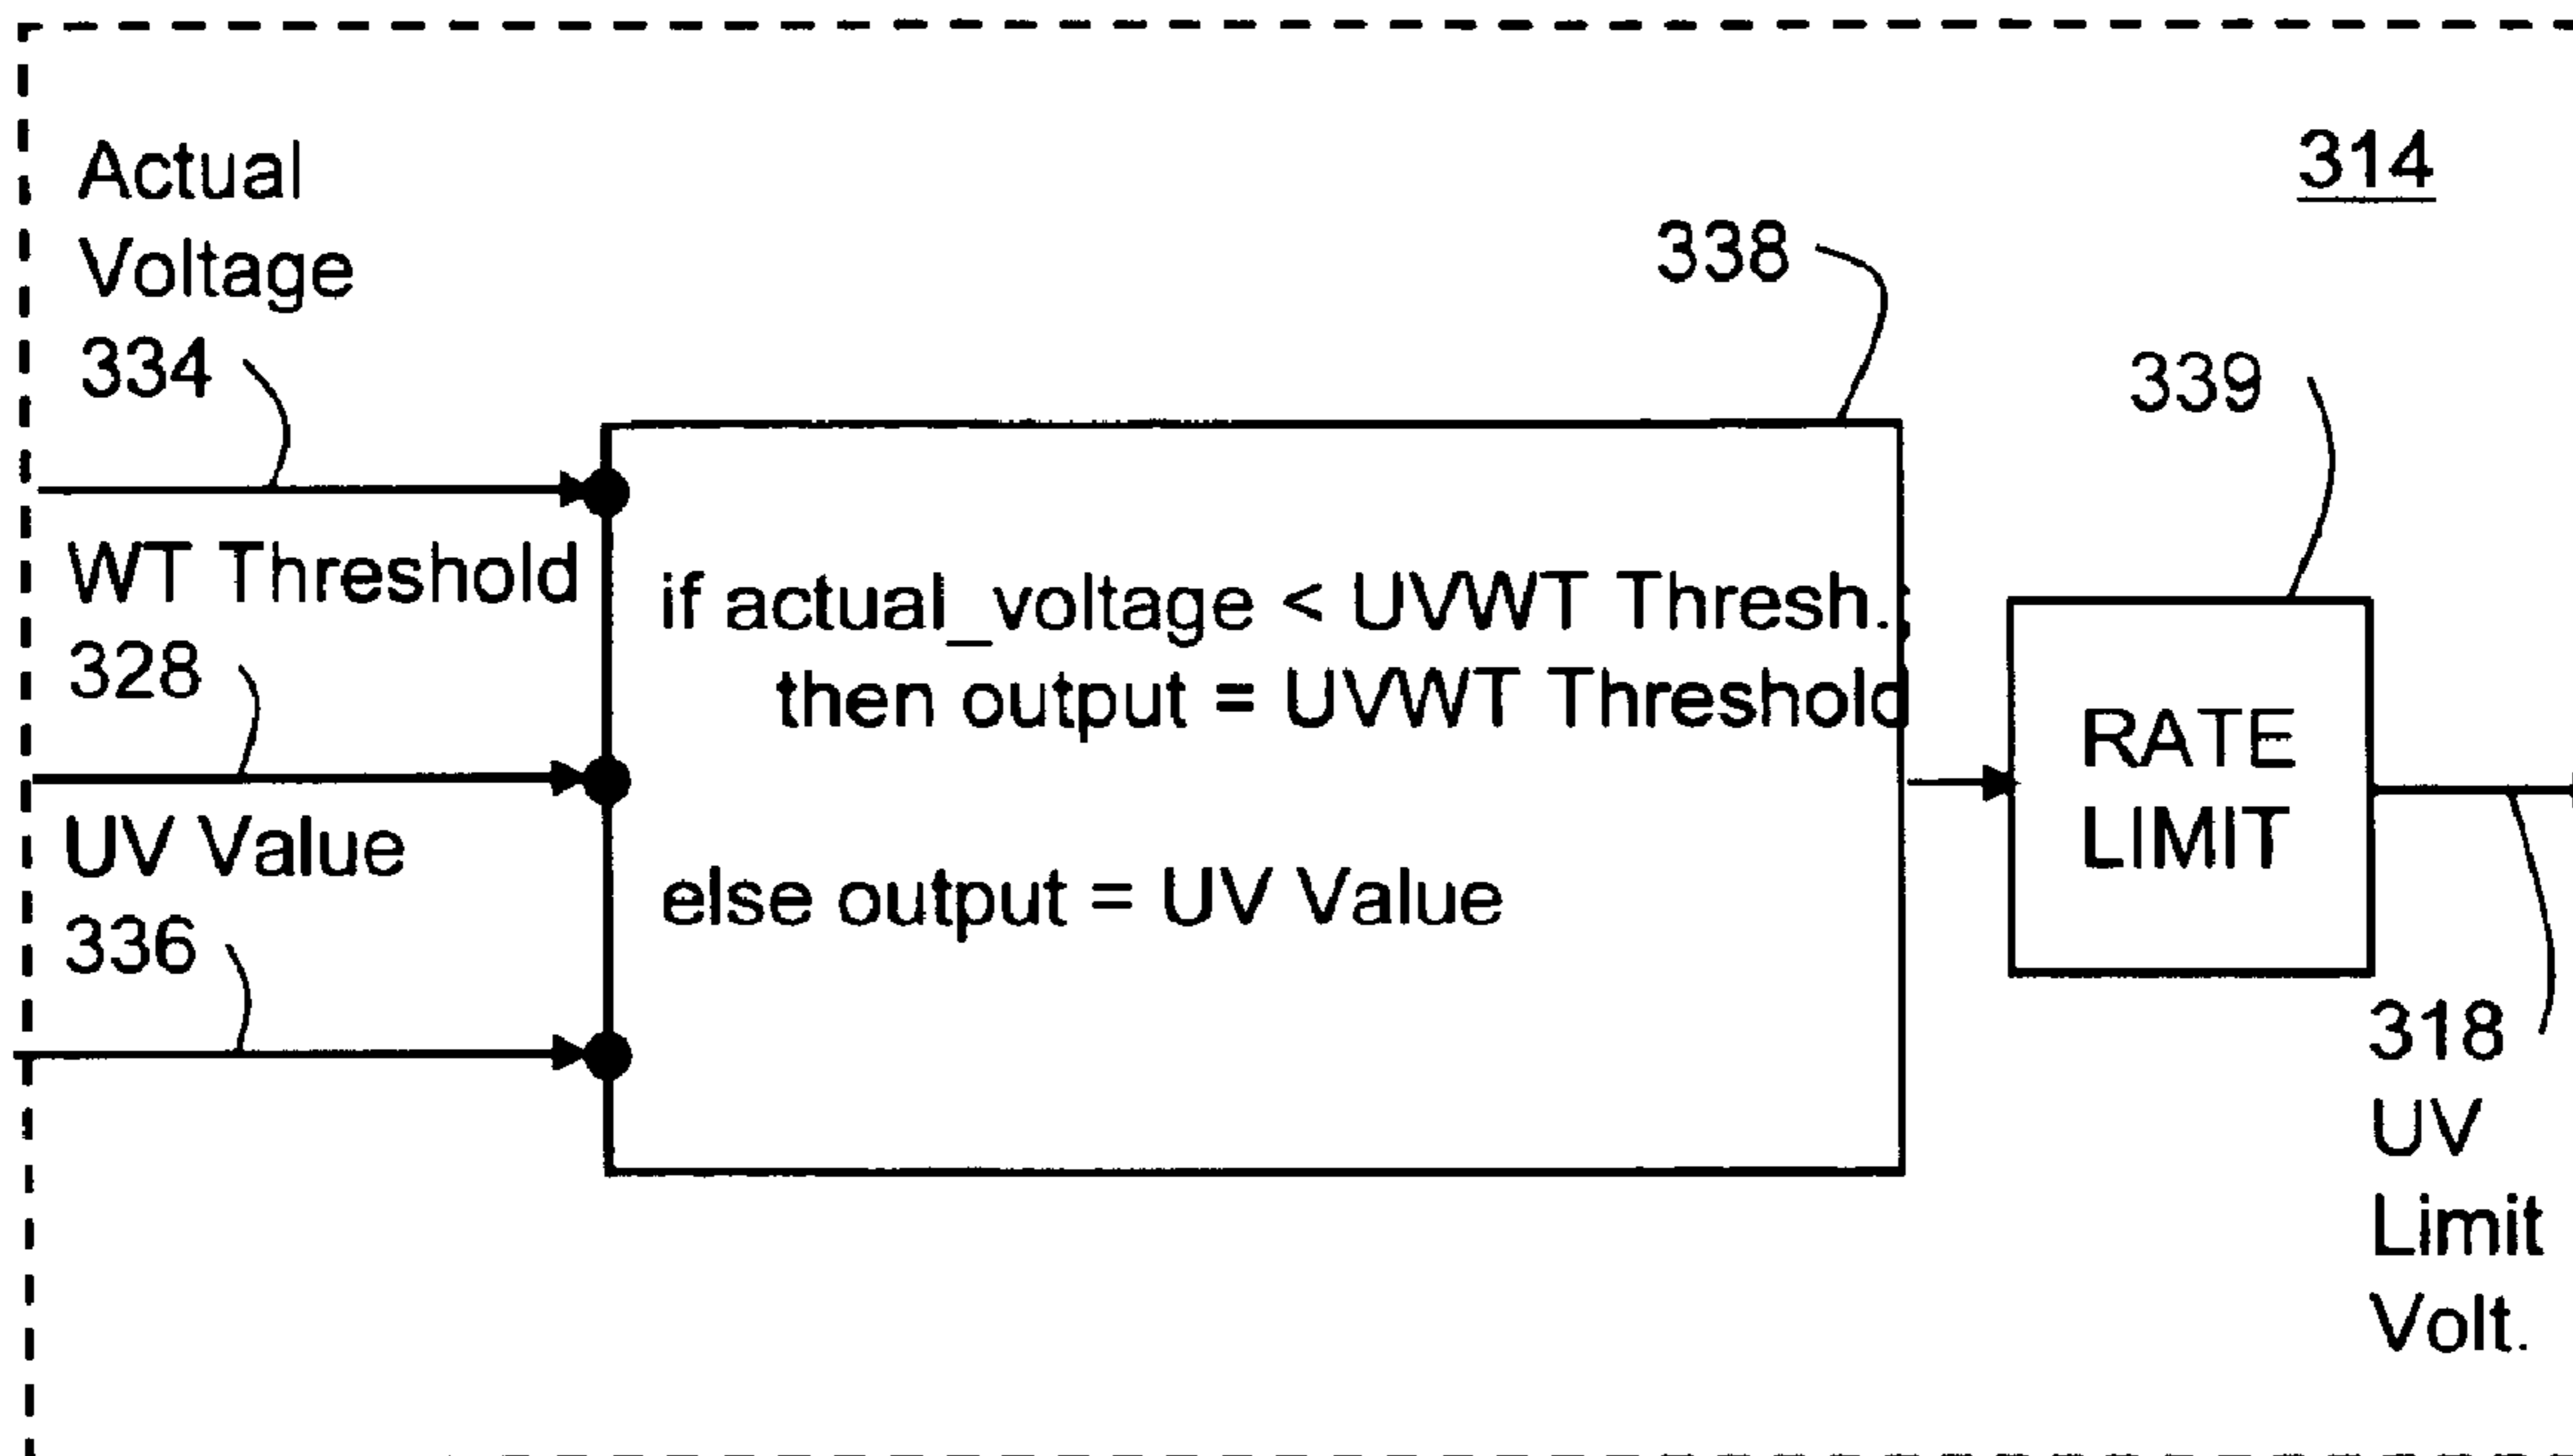 314
Actual
Voltage
334
338
339
WT Threshold
328
UV Value
336
if actual_voltage < UVWT Thresh.;
then output = UVWT Threshold
else output = UV Value
RATE
LIMIT
318
UV
Limit
Volt.